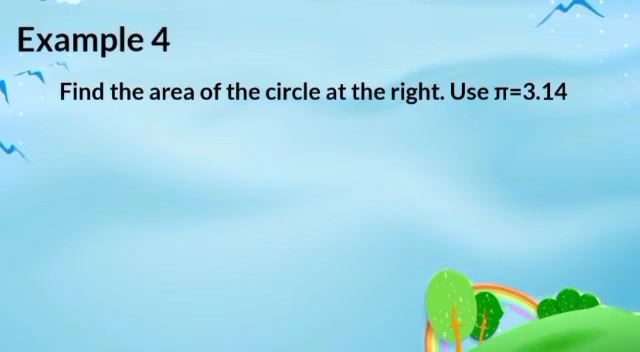 Example 4
Find the area of the circle at the right. Use π=3.14